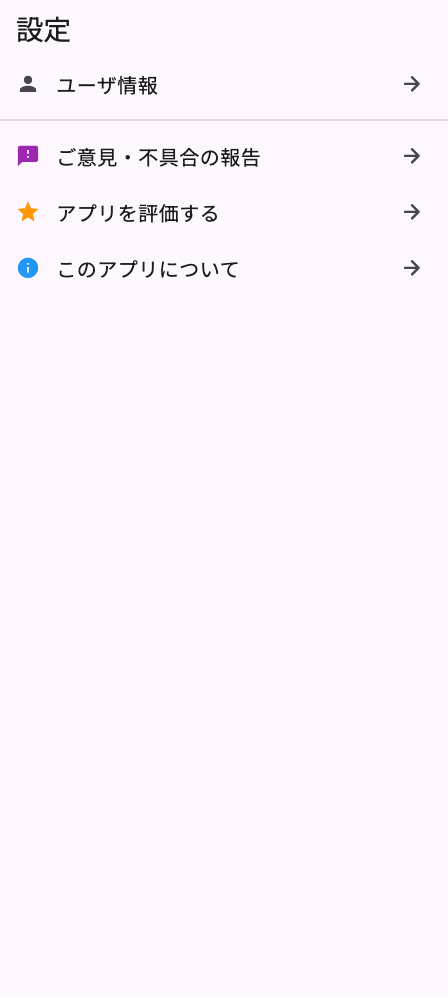 設定
ユーザ情報
ご意見・不具合の報告
アプリを評価する
このアプリについて